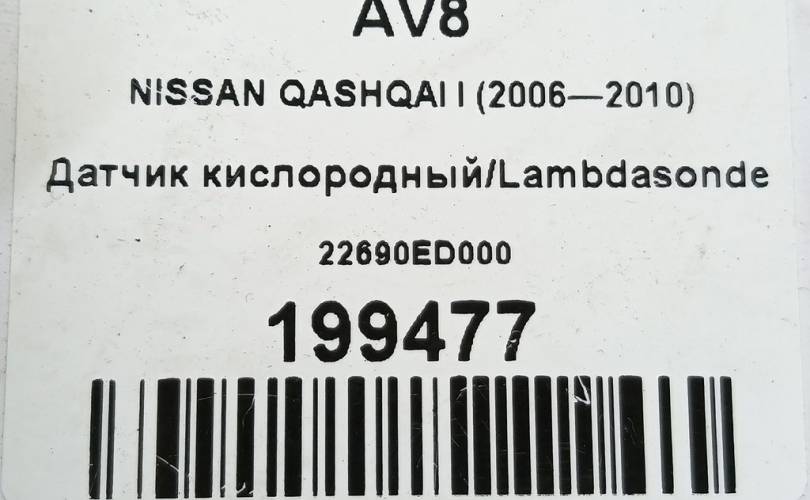 AV8
NISSAN QASHQAI I (2006—2010)
Датчик кислородный/Lambdasonde
22690ED000
199477